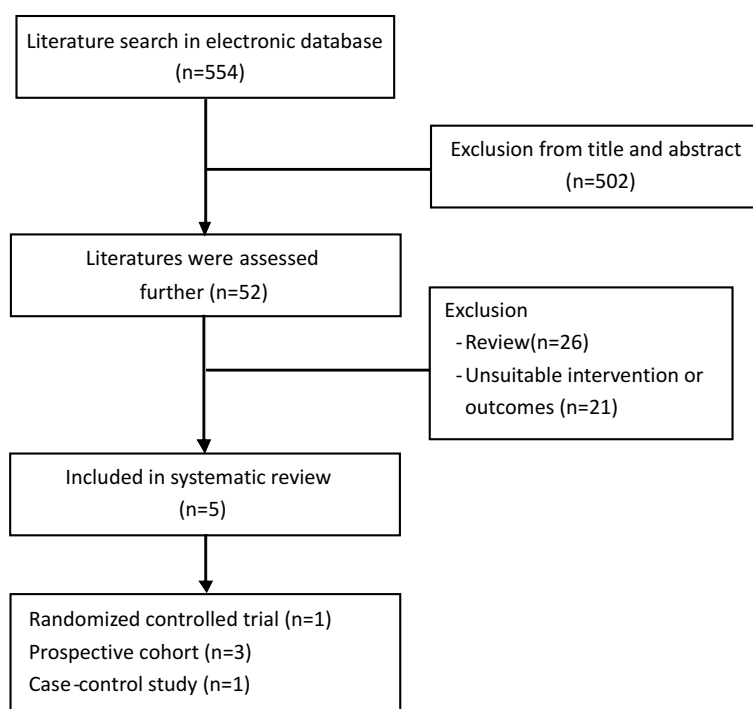 Literature search in electronic database
(n=554)
Exclusion from title and abstract
(n=502)
Literatures were assessed
further (n=52)
Exclusion
-Review(n=26)
-Unsuitable intervention or
outcomes (n=21)
Included in systematic review
(n=5)
Randomized controlled trial (n=1)
Prospective cohort (n=3)
Case-control study (n=1)